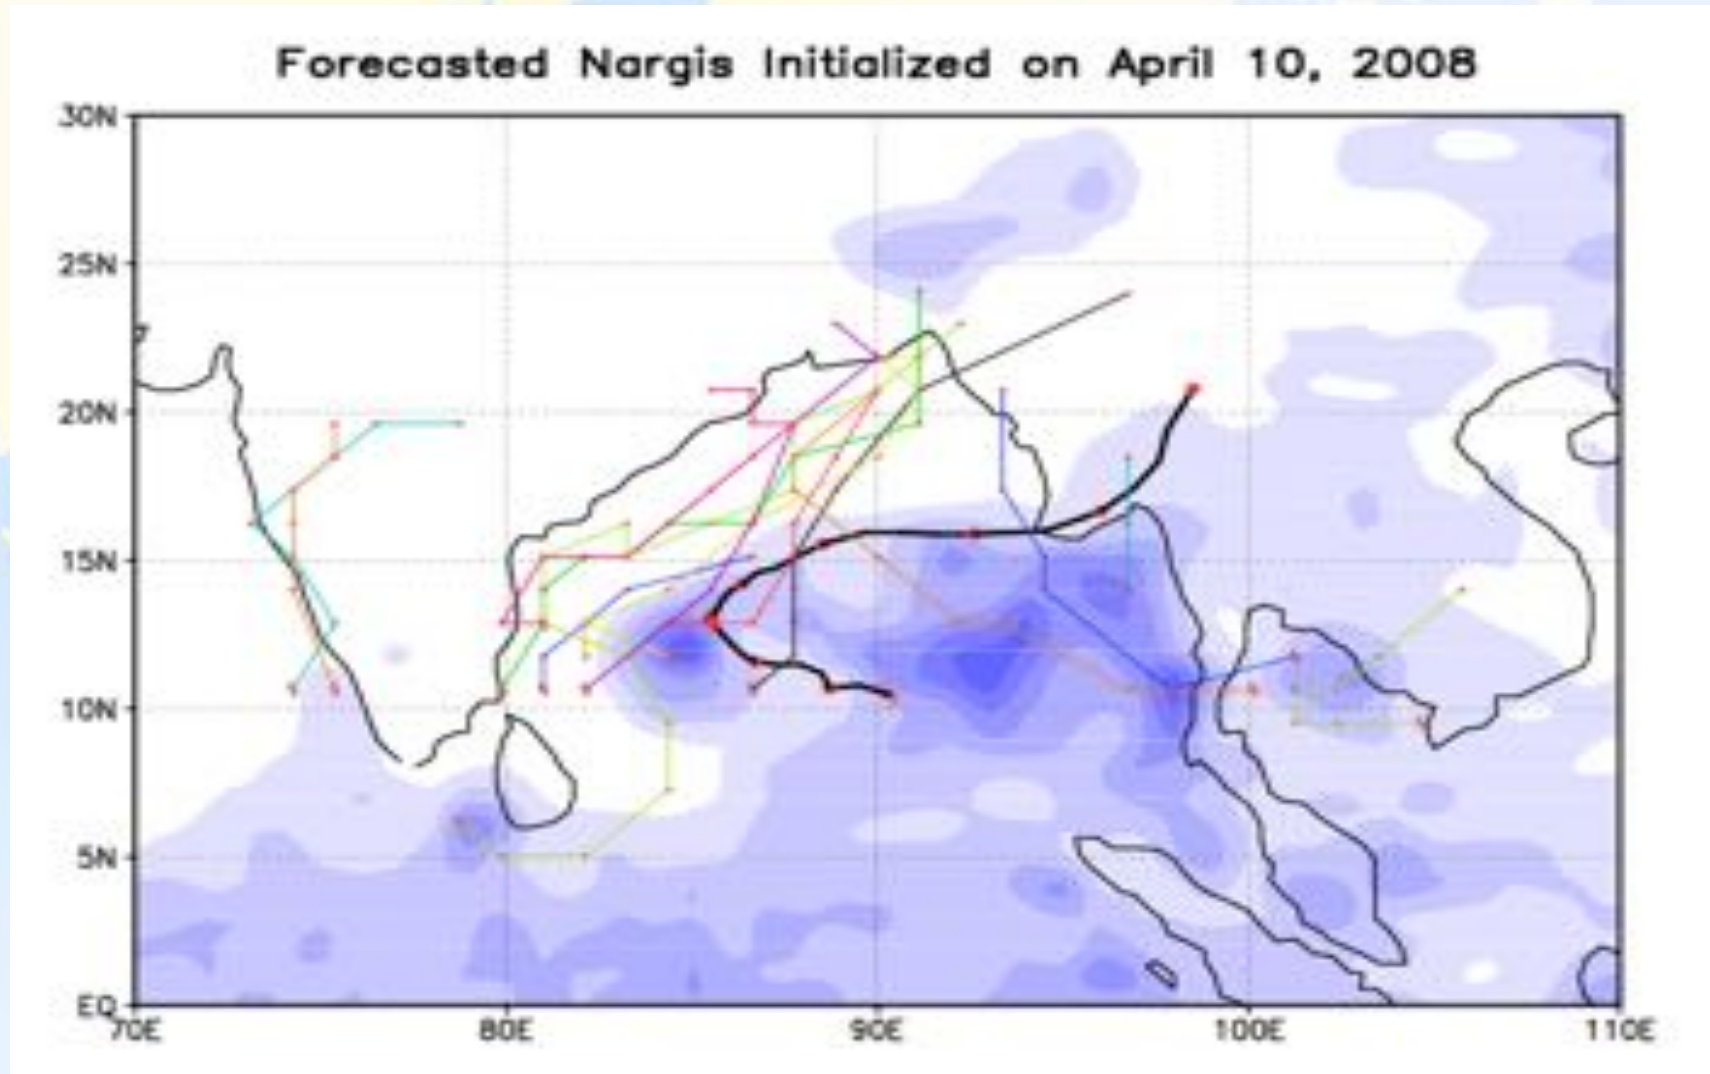 Forecasted Nargis Initialized on April 10, 2008
30N
25N
20N
15N
10N
5N
EQ
70E 80E 90E 100E 110E